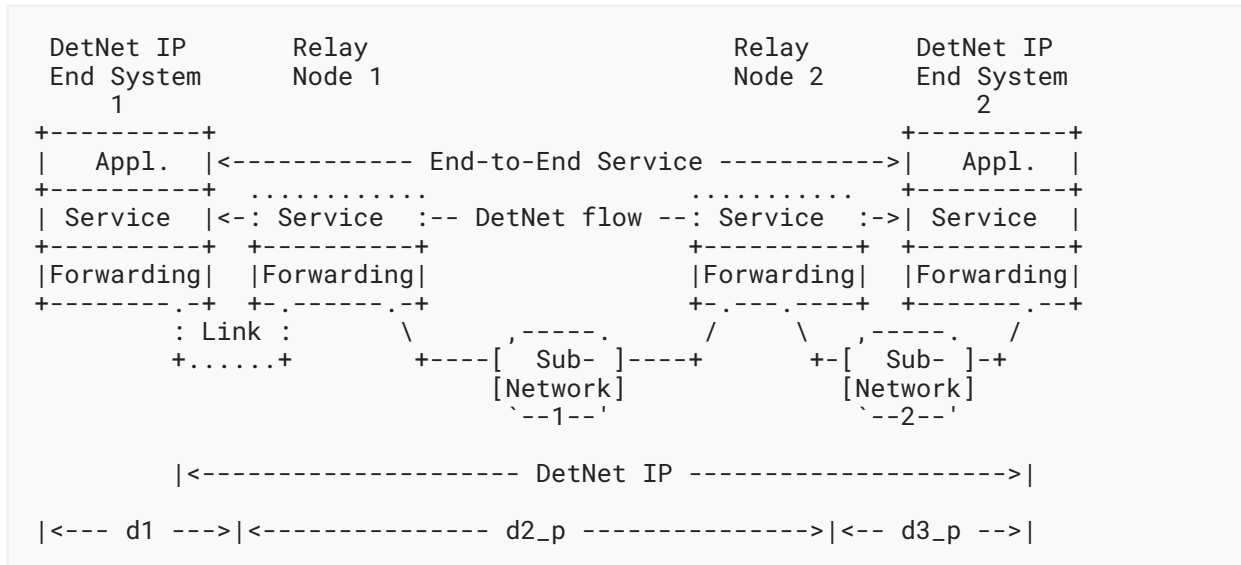 DetNet IP       Relay                        Relay       DetNet IP
 End System      Node 1                       Node 2      End System
     1                                                        2
+----------+                                             +----------+
|   Appl.  |<------------ End-to-End Service ----------->|   Appl.  |
+----------+  ............                 ...........   +----------+
| Service  |<-: Service  :-- DetNet flow --: Service  :->| Service  |
+----------+  +----------+                 +----------+  +----------+
|Forwarding|  |Forwarding|                 |Forwarding|  |Forwarding|
+--------.-+  +-.------.-+                 +-.---.----+  +-------.--+
         : Link :       \      ,-----.      /     \   ,-----.   /
         +......+        +----[  Sub- ]----+       +-[  Sub- ]-+
                              [Network]              [Network]
                               `--1--'                `--2--'

         |<--------------------- DetNet IP --------------------->|

|<--- d1 --->|<--------------- d2_p --------------->|<-- d3_p -->|